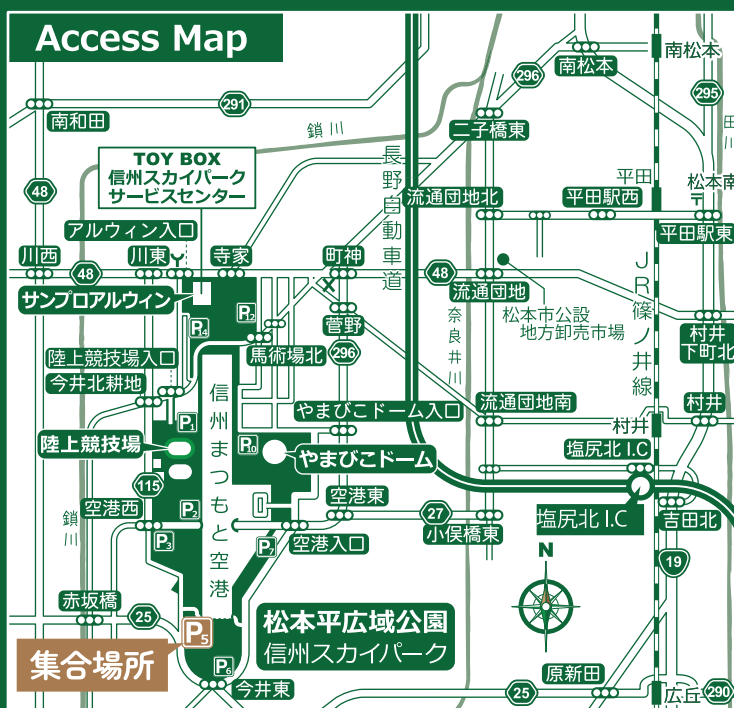 Access Map
南松本
南松本
296
291
295
鎖川
南和田
二子橋東
田川
TOY BOX
信州スカイパーク
サービスセンター
長野自動車道
平田
松本南
48
流通団地北
平田駅西
アルウィン入口
平田駅東
川西
48
川東
寺家
町神
48
流通団地
JR篠ノ井線
サンプロアルウィン
P12
P14
菅野
奈良井川
松本市公設
地方卸売市場
村井
下町北
陸上競技場入口
馬術場北
296
今井北耕地
信州まつもと空港
やまびこドーム入口
流通団地南
村井
村井
P1
陸上競技場
P10
やまびこドーム
塩尻北I.C
115
空港西
P2
空港東
27
小俣橋東
塩尻北I.C
吉田北
鎖川
P3
P7
空港入口
19
N
赤坂橋
25
松本平広域公園
信州スカイパーク
P5
集合場所
P6
今井東
原新田
25
広丘
290